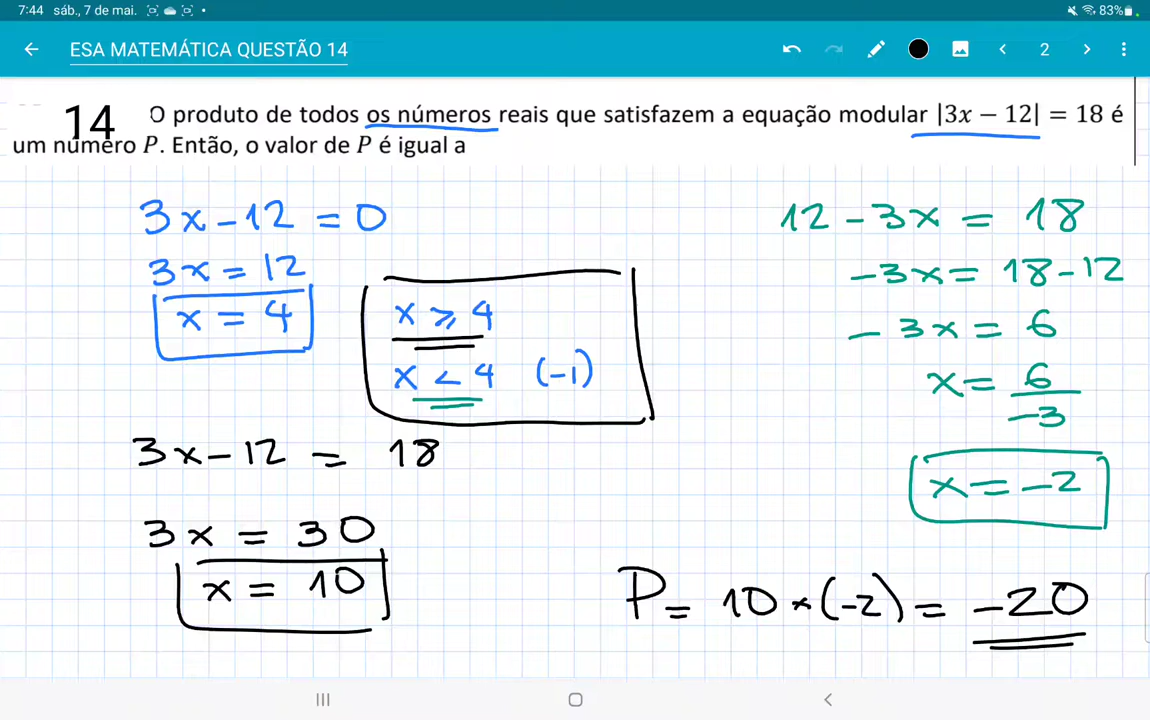 7:44 sáb., 7 de mai. 83%
ESA MATEMÁTICA QUESTÃO 14 2
14 O produto de todos os números reais que satisfazem a equação modular |3x − 12| = 18 é
um número P. Então, o valor de P é igual a
3x - 12 = 0
3x = 12
x = 4
x ⩾ 4
x < 4 (-1)
3x - 12 = 18
3x = 30
x = 10
12 - 3x = 18
-3x = 18 - 12
-3x = 6
x = 6/-3
x = -2
P = 10 * (-2) = -20